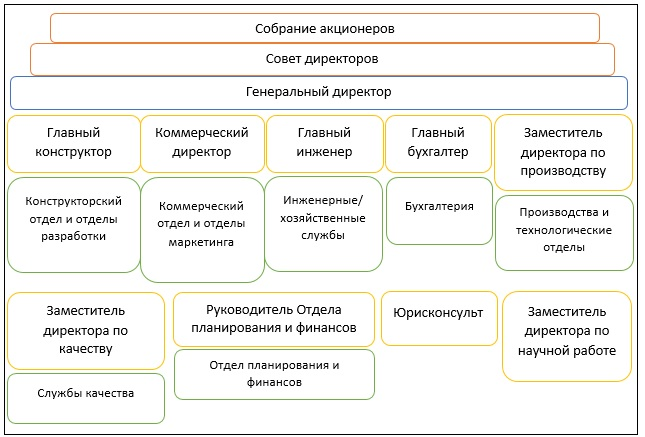 Собрание акционеров
Совет директоров
Генеральный директор
Главный
конструктор
Коммерческий
директор
Главный
инженер
Главный
бухгалтер
Заместитель
директора по
производству
Конструкторский
отдел и отделы
разработки
Коммерческий
отдел и отделы
маркетинга
Инженерные/
хозяйственные
службы
Бухгалтерия
Производства и
технологические
отделы
Заместитель
директора по
качеству
Руководитель Отдела
планирования и финансов
Юрисконсульт
Заместитель
директора по
научной работе
Службы качества
Отдел планирования и
финансов